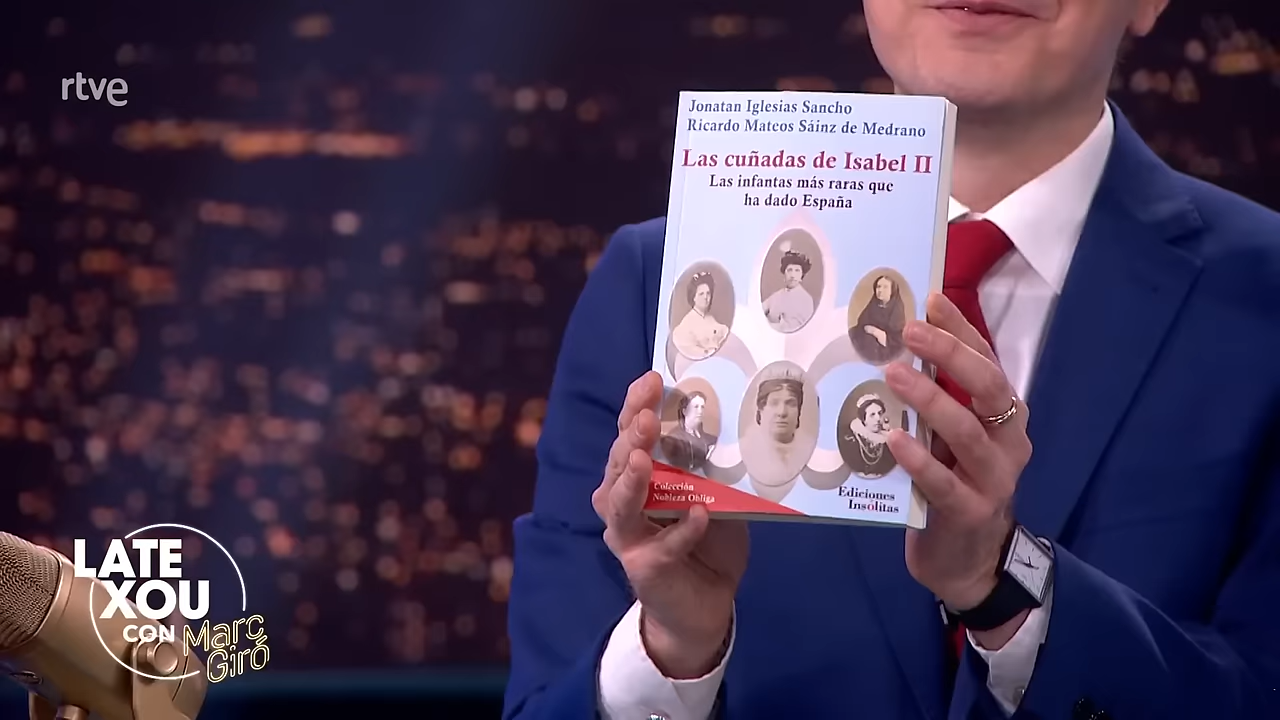 rtve
Jonatan Iglesias Sancho
Ricardo Mateos Sáinz de Medrano
Las cuñadas de Isabel II
Las infantas más raras que
ha dado España
Colección
Nobleza Obliga
Ediciones
Insólitas
LATE
XOU
CON Marc
Giró